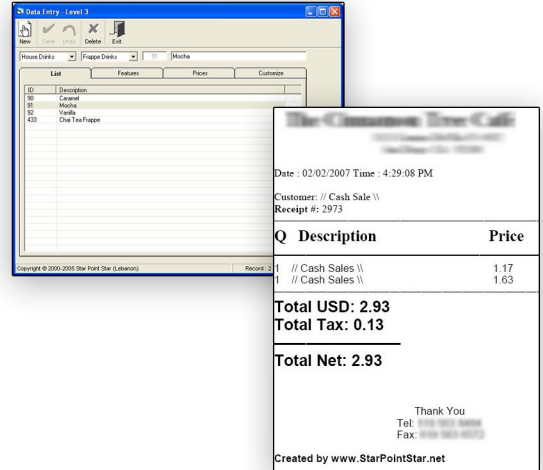 Data Entry - Level 3
New Save Undo Delete Exit
House Drinks Frappe Drinks 91 Mocha
List Features Prices Customize
ID Description
90 Caramel
91 Mocha
92 Vanilla
433 Chai Tea Frappe
Copyright © 2000-2005 Star Point Star (Lebanon) Record: 2
Date : 02/02/2007 Time : 4:29:08 PM
Customer: // Cash Sale \\
Receipt #: 2973
Q Description Price
1 // Cash Sales \\ 1.17
1 // Cash Sales \\ 1.63
Total USD: 2.93
Total Tax: 0.13
Total Net: 2.93
Thank You
Tel:
Fax:
Created by www.StarPointStar.net